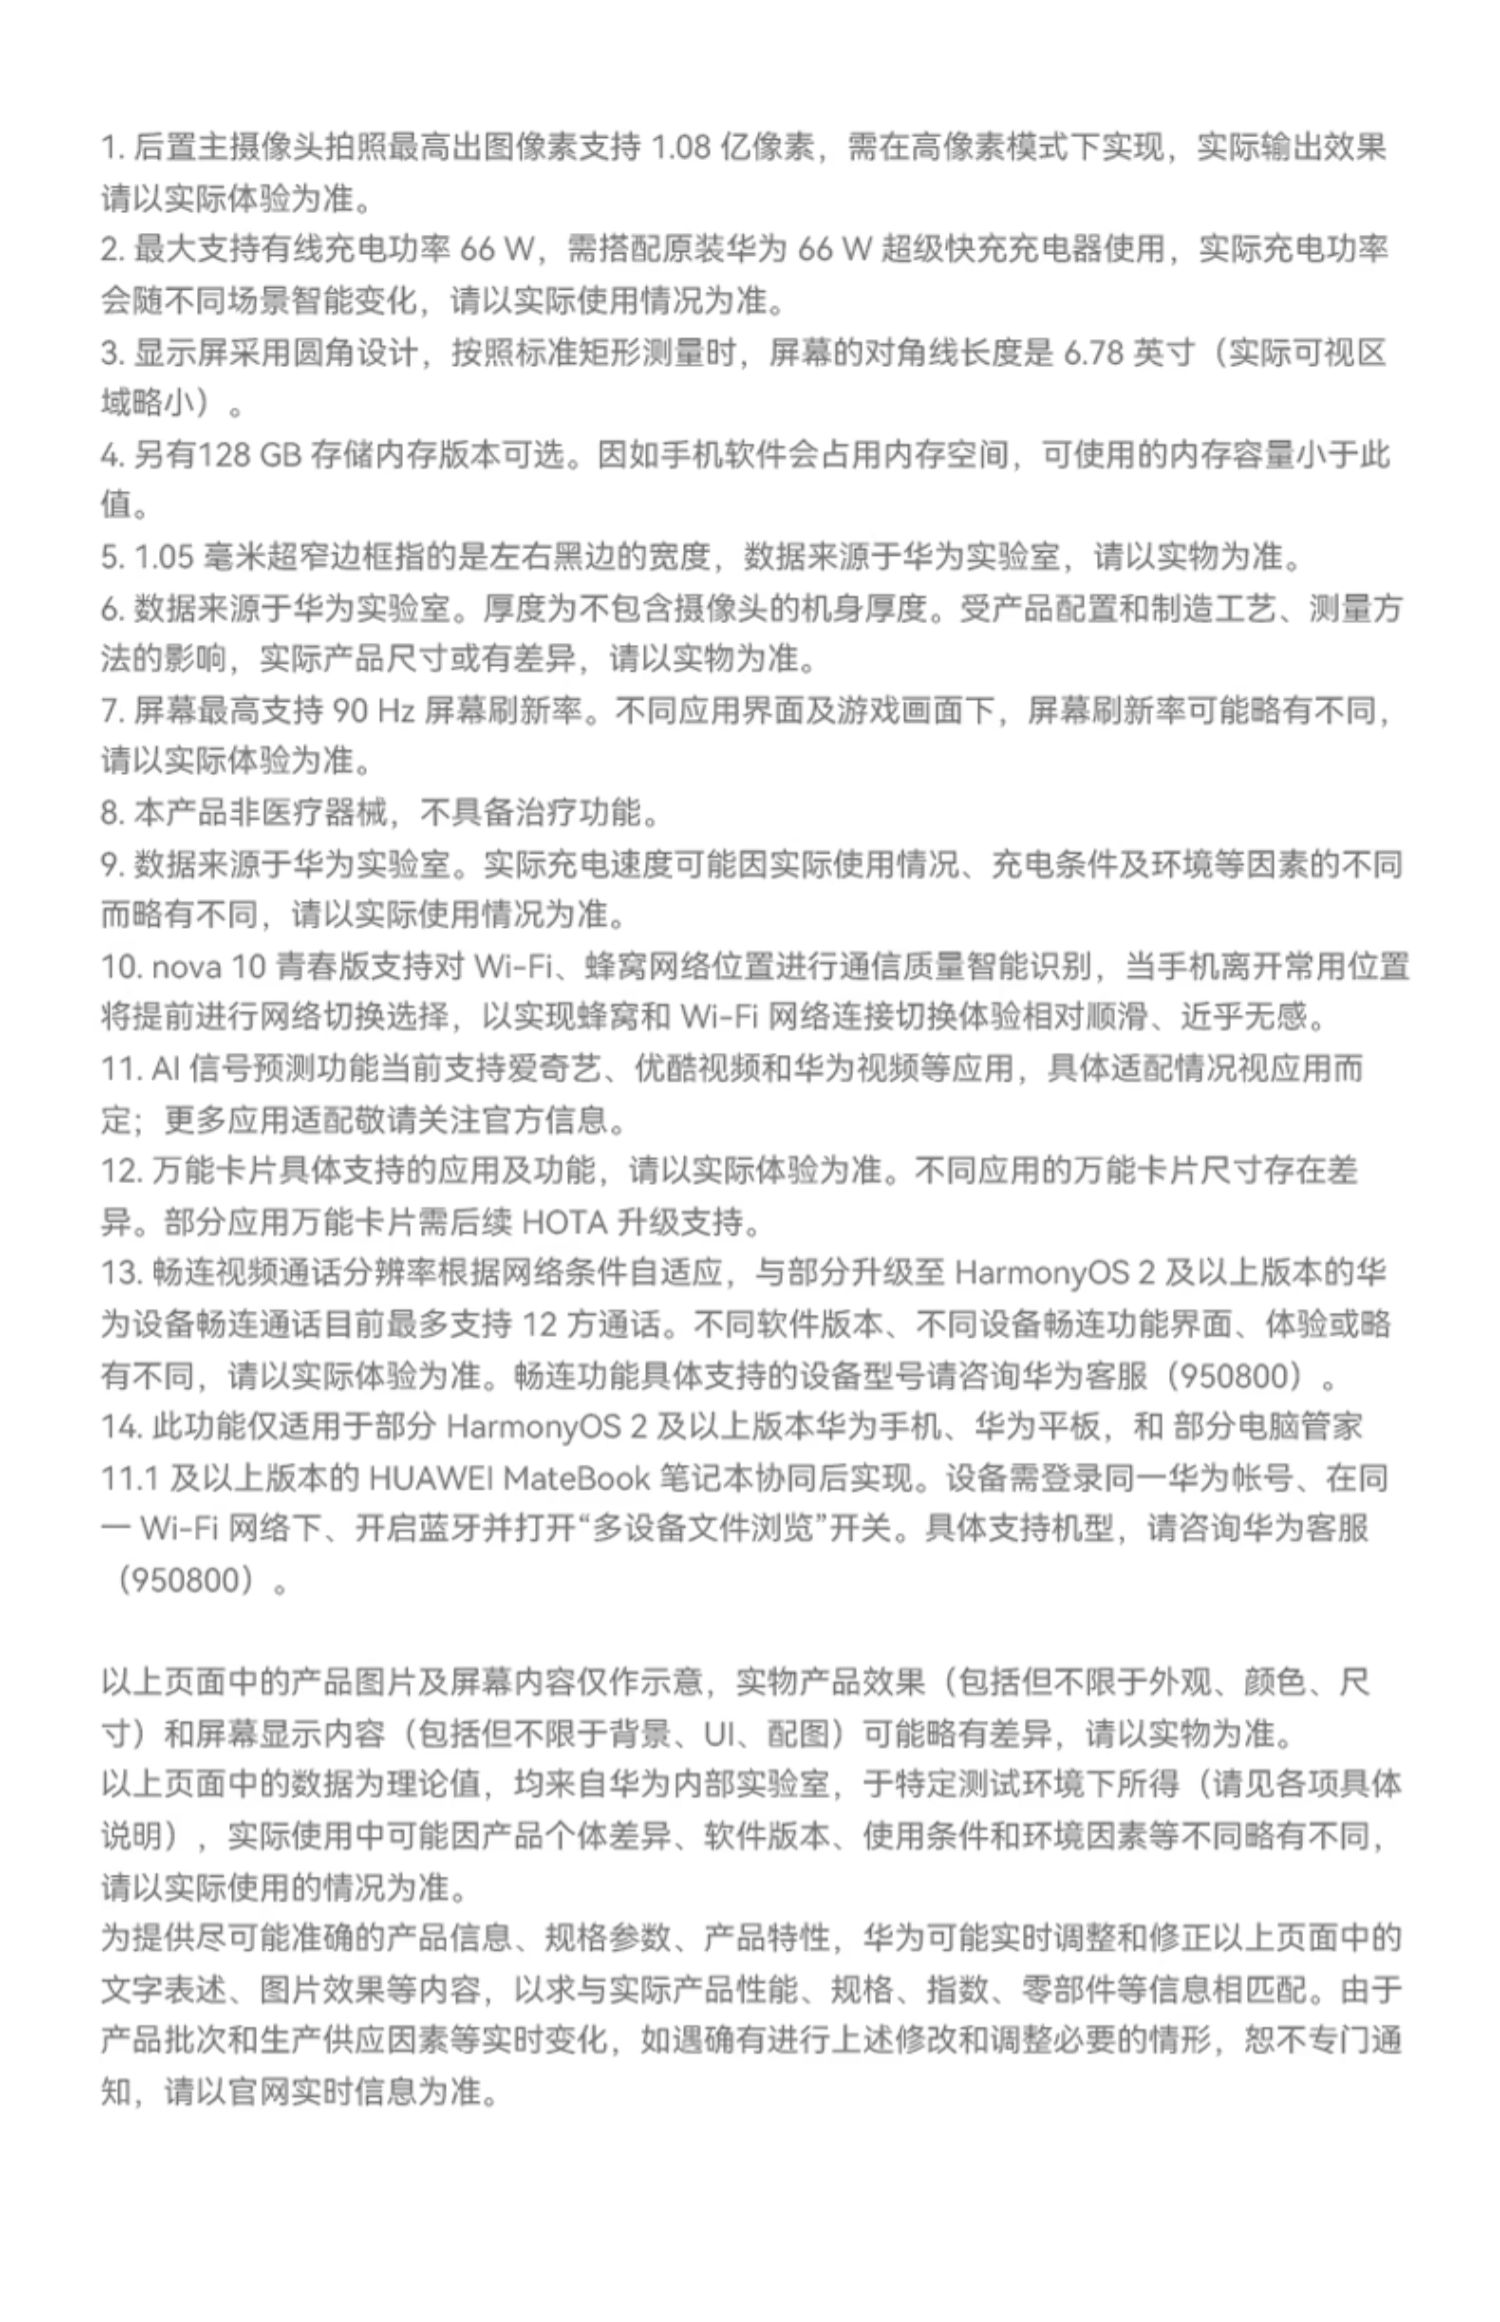 1. 后置主摄像头拍照最高出图像素支持 1.08 亿像素，需在高像素模式下实现，实际输出效果
请以实际体验为准。
2. 最大支持有线充电功率 66 W，需搭配原装华为 66 W 超级快充充电器使用，实际充电功率
会随不同场景智能变化，请以实际使用情况为准。
3. 显示屏采用圆角设计，按照标准矩形测量时，屏幕的对角线长度是 6.78 英寸（实际可视区
域略小）。
4. 另有128 GB 存储内存版本可选。因如手机软件会占用内存空间，可使用的内存容量小于此
值。
5. 1.05 毫米超窄边框指的是左右黑边的宽度，数据来源于华为实验室，请以实物为准。
6. 数据来源于华为实验室。厚度为不包含摄像头的机身厚度。受产品配置和制造工艺、测量方
法的影响，实际产品尺寸或有差异，请以实物为准。
7. 屏幕最高支持 90 Hz 屏幕刷新率。不同应用界面及游戏画面下，屏幕刷新率可能略有不同，
请以实际体验为准。
8. 本产品非医疗器械，不具备治疗功能。
9. 数据来源于华为实验室。实际充电速度可能因实际使用情况、充电条件及环境等因素的不同
而略有不同，请以实际使用情况为准。
10. nova 10 青春版支持对 Wi-Fi、蜂窝网络位置进行通信质量智能识别，当手机离开常用位置
将提前进行网络切换选择，以实现蜂窝和 Wi-Fi 网络连接切换体验相对顺滑、近乎无感。
11. AI 信号预测功能当前支持爱奇艺、优酷视频和华为视频等应用，具体适配情况视应用而
定；更多应用适配敬请关注官方信息。
12. 万能卡片具体支持的应用及功能，请以实际体验为准。不同应用的万能卡片尺寸存在差
异。部分应用万能卡片需后续 HOTA 升级支持。
13. 畅连视频通话分辨率根据网络条件自适应，与部分升级至 HarmonyOS 2 及以上版本的华
为设备畅连通话目前最多支持 12 方通话。不同软件版本、不同设备畅连功能界面、体验或略
有不同，请以实际体验为准。畅连功能具体支持的设备型号请咨询华为客服（950800）。
14. 此功能仅适用于部分 HarmonyOS 2 及以上版本华为手机、华为平板，和 部分电脑管家
11.1 及以上版本的 HUAWEI MateBook 笔记本协同后实现。设备需登录同一华为帐号、在同
一 Wi-Fi 网络下、开启蓝牙并打开“多设备文件浏览”开关。具体支持机型，请咨询华为客服
（950800）。
以上页面中的产品图片及屏幕内容仅作示意，实物产品效果（包括但不限于外观、颜色、尺
寸）和屏幕显示内容（包括但不限于背景、UI、配图）可能略有差异，请以实物为准。
以上页面中的数据为理论值，均来自华为内部实验室，于特定测试环境下所得（请见各项具体
说明），实际使用中可能因产品个体差异、软件版本、使用条件和环境因素等不同略有不同，
请以实际使用的情况为准。
为提供尽可能准确的产品信息、规格参数、产品特性，华为可能实时调整和修正以上页面中的
文字表述、图片效果等内容，以求与实际产品性能、规格、指数、零部件等信息相匹配。由于
产品批次和生产供应因素等实时变化，如遇确有进行上述修改和调整必要的情形，恕不专门通
知，请以官网实时信息为准。